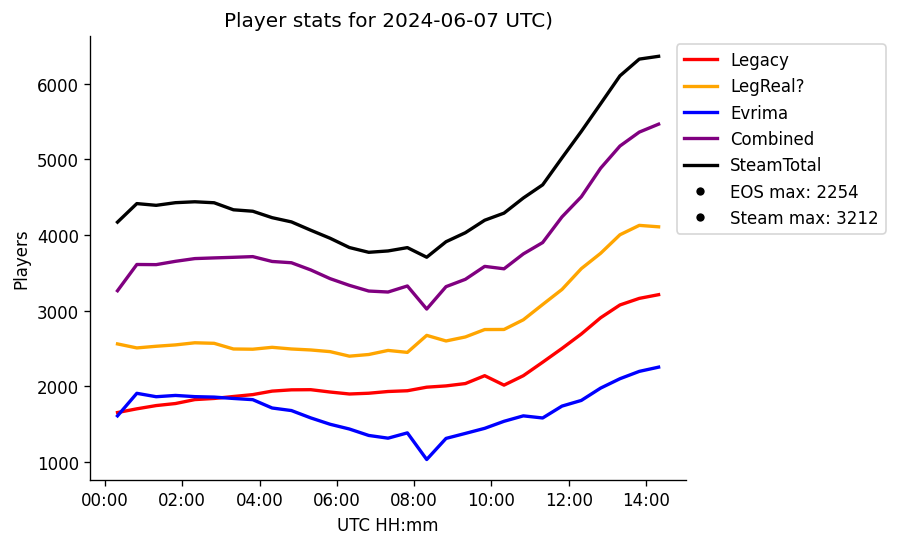 Player stats for 2024-06-07 UTC)
Legacy
LegReal?
Evrima
Combined
SteamTotal
EOS max: 2254
Steam max: 3212
Players
6000
5000
4000
3000
2000
1000
00:00 02:00 04:00 06:00 08:00 10:00 12:00 14:00
UTC HH:mm